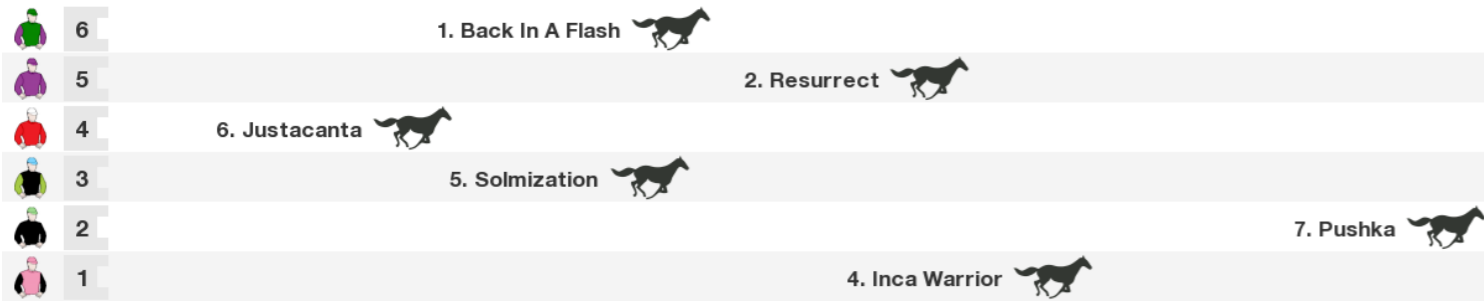 6 1. Back In A Flash
5 2. Resurrect
4 6. Justacanta
3 5. Solmization
2 7. Pushka
1 4. Inca Warrior